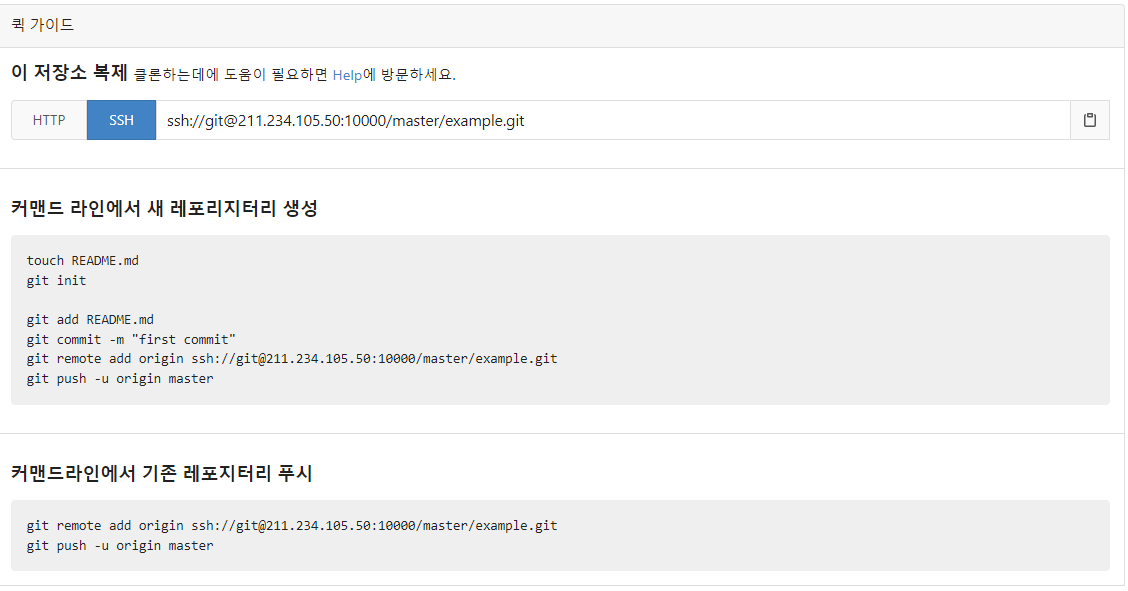 퀵 가이드
이 저장소 복제 클론하는데에 도움이 필요하면 Help에 방문하세요.
HTTP SSH ssh://git@211.234.105.50:10000/master/example.git
커맨드 라인에서 새 레포리지터리 생성
touch README.md
git init
git add README.md
git commit -m "first commit"
git remote add origin ssh://git@211.234.105.50:10000/master/example.git
git push -u origin master
커맨드라인에서 기존 레포지터리 푸시
git remote add origin ssh://git@211.234.105.50:10000/master/example.git
git push -u origin master